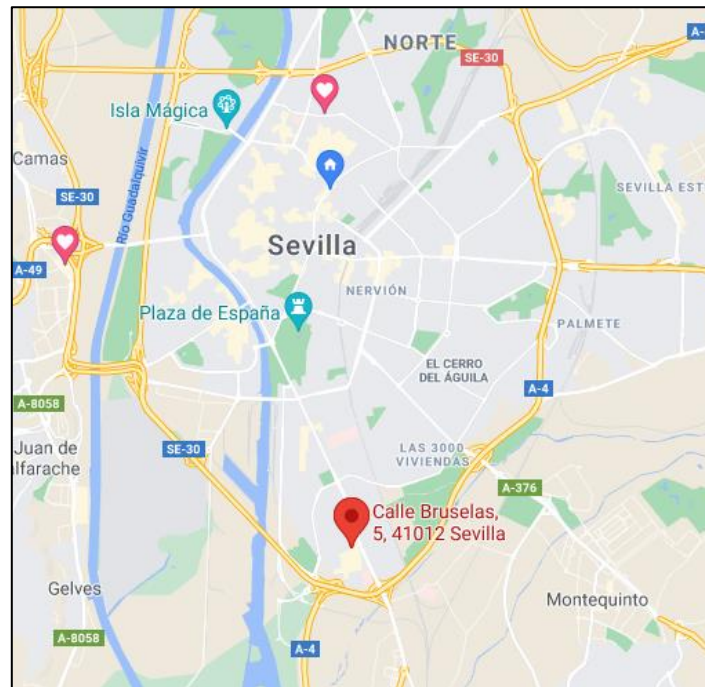 NORTE
A-
SE-30
Isla Mágica
Camas
Río Guadalquivir
SE-30
SEVILLA EST
Sevilla
A-49
NERVIÓN
Plaza de España
PALMETE
EL CERRO
DEL ÁGUILA
A-4
A-8058
Juan de
alfarache
SE-30
LAS 3000
VIVIENDAS
A-376
Calle Bruselas,
5, 41012 Sevilla
Gelves
Montequinto
A-8058
A-4